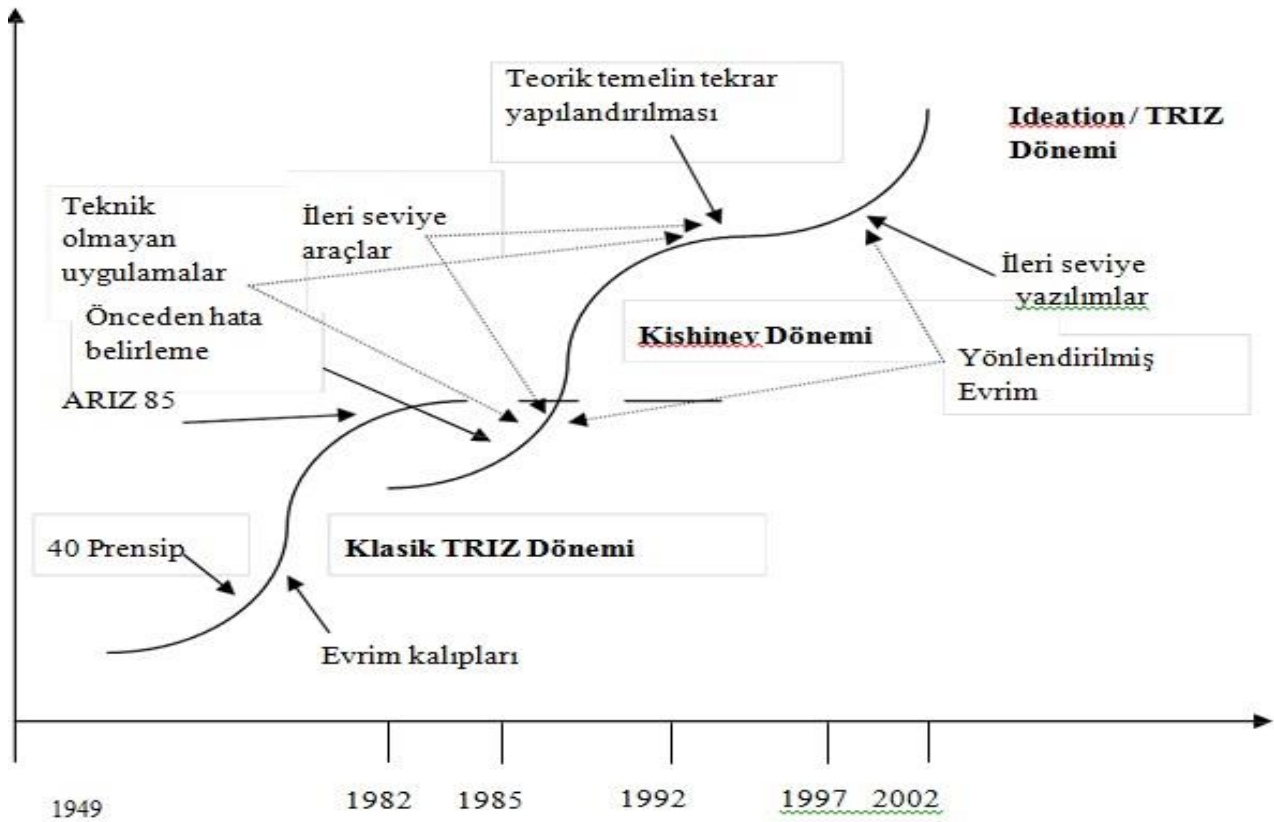 Teorik temelin tekrar
yapılandırılması
Ideation / TRIZ
Dönemi
Teknik
olmayan
uygulamalar
İleri seviye
araçlar
İleri seviye
yazılımlar
Önceden hata
belirleme
Kishinev Dönemi
Yönlendirilmiş
Evrim
ARIZ 85
40 Prensip
Klasik TRIZ Dönemi
Evrim kalıpları
1949 1982 1985 1992 1997 2002